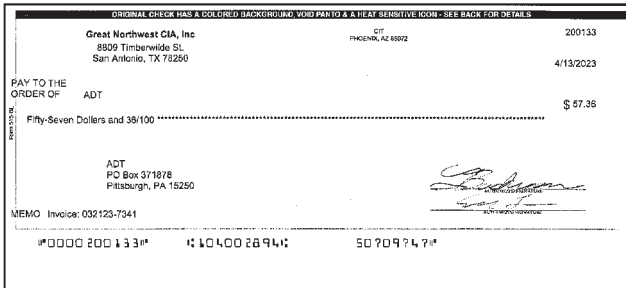 ORIGINAL CHECK HAS A COLORED BACKGROUND, VOID PANTO & A HEAT SENSITIVE ICON - SEE BACK FOR DETAILS
Great Northwest CIA, Inc
8809 Timberwilde St.
San Antonio, TX 78250
CIT
PHOENIX, AZ 85072
200133
4/13/2023
PAY TO THE
ORDER OF ADT
$ 57.36
Fifty-Seven Dollars and 36/100 ****************************************************************
ADT
PO Box 371878
Pittsburgh, PA 15250
AUTHORIZED SIGNATURE
AUTHORIZED SIGNATURE
MEMO Invoice: 032123-7341
⑈0000200133⑈ ⑆104002894⑆ 50709747⑈